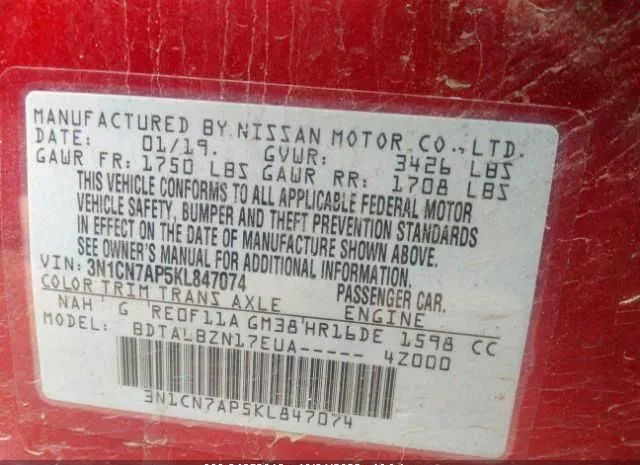 MANUFACTURED BY NISSAN MOTOR CO., LTD.
DATE: 01/19. GVWR: 3426 LBS
GAWR FR: 1750 LBS GAWR RR: 1708 LBS
THIS VEHICLE CONFORMS TO ALL APPLICABLE FEDERAL MOTOR
VEHICLE SAFETY, BUMPER AND THEFT PREVENTION STANDARDS
IN EFFECT ON THE DATE OF MANUFACTURE SHOWN ABOVE.
SEE OWNER'S MANUAL FOR ADDITIONAL INFORMATION.
VIN: 3N1CN7AP5KL847074 PASSENGER CAR.
COLOR TRIM TRANS AXLE ENGINE
NAH G RE0F11A GM38 HR16DE 1598 CC
MODEL: BDTALBZN17EUA----- 4Z000
3N1CN7AP5KL847074